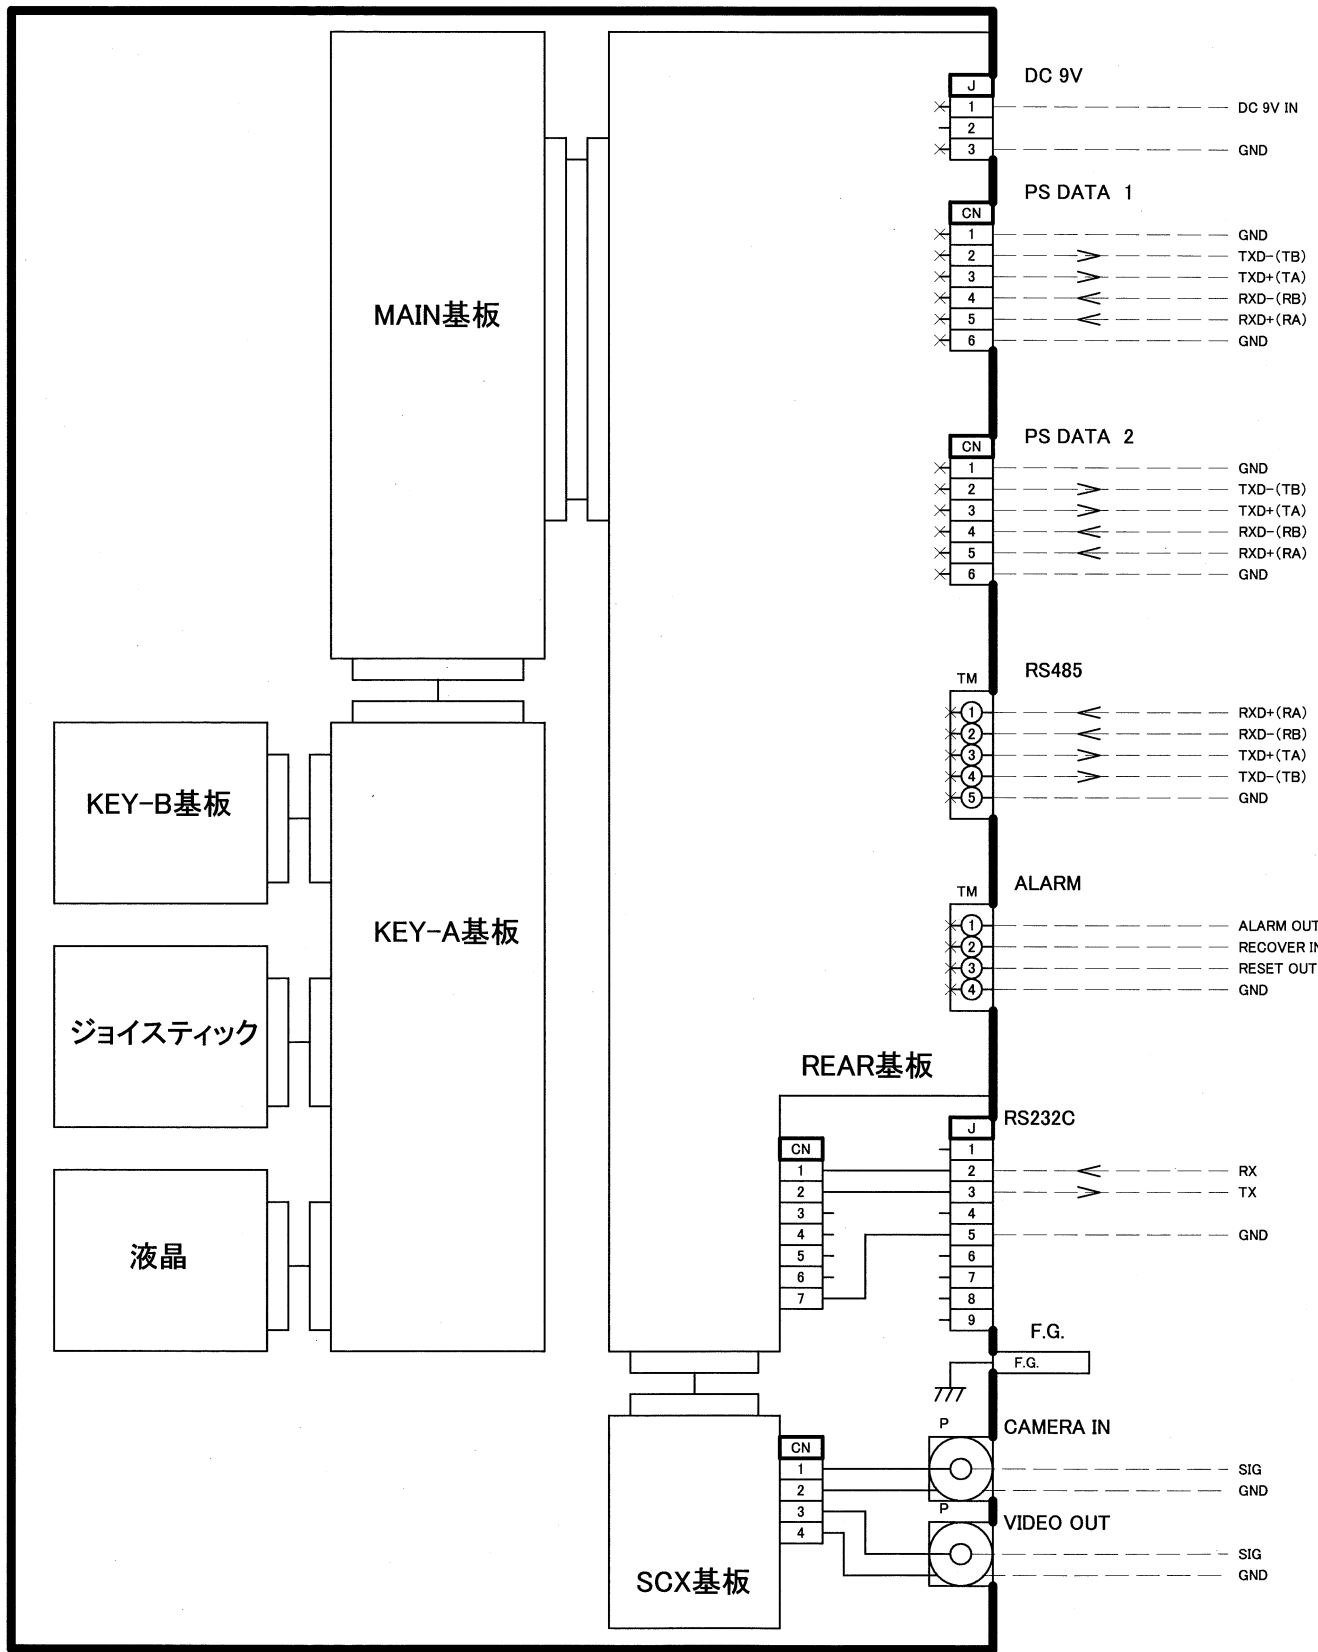 DC 9V
J
1 DC 9V IN
2
3 GND
PS DATA 1
CN
1 GND
2 TXD-(TB)
3 TXD+(TA)
4 RXD-(RB)
5 RXD+(RA)
6 GND
MAIN基板
PS DATA 2
CN
1 GND
2 TXD-(TB)
3 TXD+(TA)
4 RXD-(RB)
5 RXD+(RA)
6 GND
RS485
TM
1 RXD+(RA)
2 RXD-(RB)
3 TXD+(TA)
4 TXD-(TB)
5 GND
KEY-B基板
KEY-A基板
ALARM
TM
1 ALARM OUT
2 RECOVER IN
3 RESET OUT
4 GND
ジョイスティック
REAR基板
RS232C
CN
1
2
3
4
5
6
7
J
1
2 RX
3 TX
4
5 GND
6
7
8
9
液晶
F.G.
F.G.
CAMERA IN
P
SIG
GND
CN
1
2
3
4
VIDEO OUT
P
SIG
GND
SCX基板